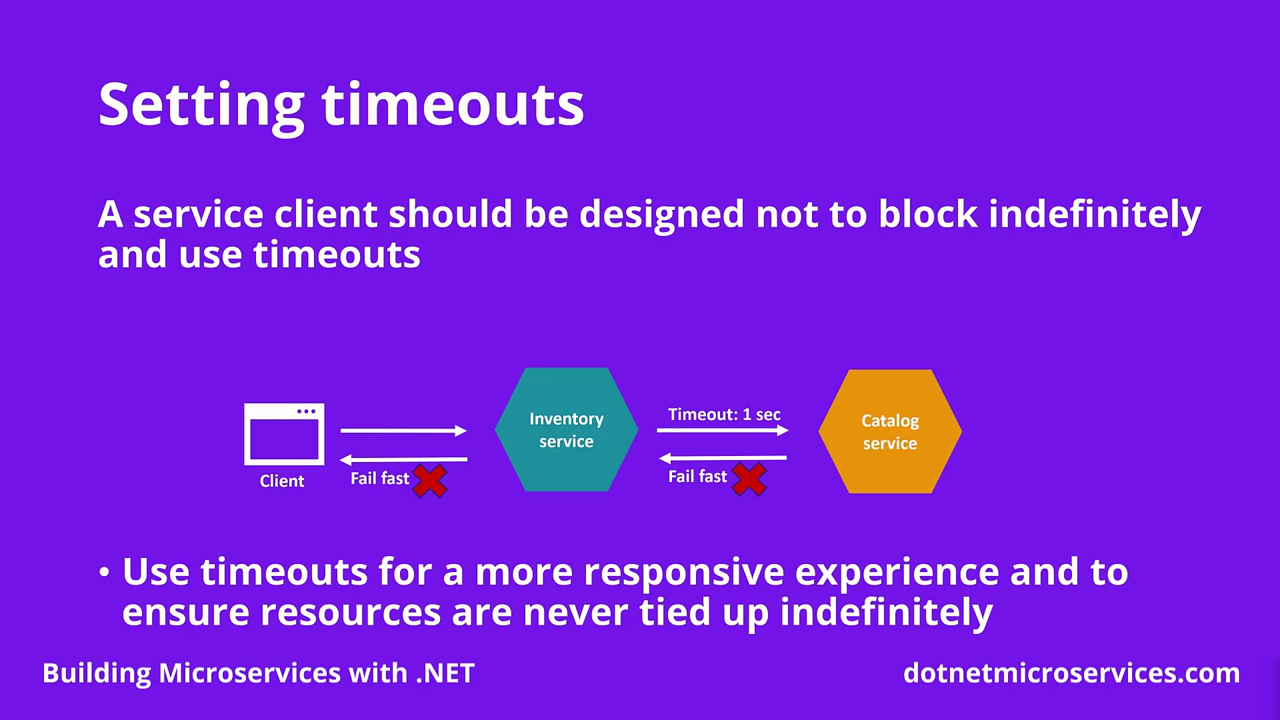 Setting timeouts
A service client should be designed not to block indefinitely
and use timeouts
Client
Fail fast
Inventory
service
Timeout: 1 sec
Fail fast
Catalog
service
• Use timeouts for a more responsive experience and to
ensure resources are never tied up indefinitely
Building Microservices with .NET
dotnetmicroservices.com